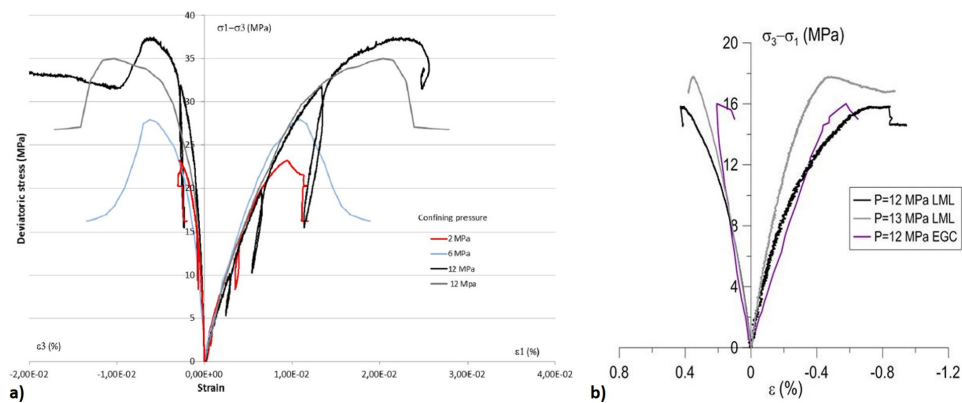 40
σ1−σ3 (MPa)
35
30
25
20
15
10
5
0
Deviatoric stress (MPa)
Confining pressure
2 MPa
6 MPa
12 MPa
12 Mpa
ε3 (%)
ε1 (%)
-2,00E-02 -1,00E-02 0,00E+00 1,00E-02 2,00E-02 3,00E-02 4,00E-02
Strain
a)
σ3−σ1 (MPa)
20
16
12
8
4
0
P=12 MPa LML
P=13 MPa LML
P=12 MPa EGC
0.8 0.4 0 -0.4 -0.8 -1.2
ε (%)
b)